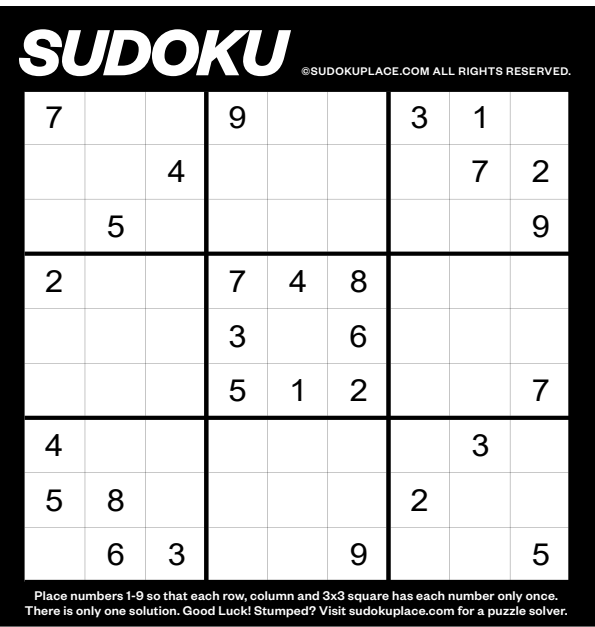 SUDOKU
©SUDOKUPLACE.COM ALL RIGHTS RESERVED.
7 9 3 1
4 7 2
5 9
2 7 4 8
3 6
5 1 2 7
4 3
5 8 2
6 3 9 5
Place numbers 1-9 so that each row, column and 3x3 square has each number only once.
There is only one solution. Good Luck! Stumped? Visit sudokuplace.com for a puzzle solver.